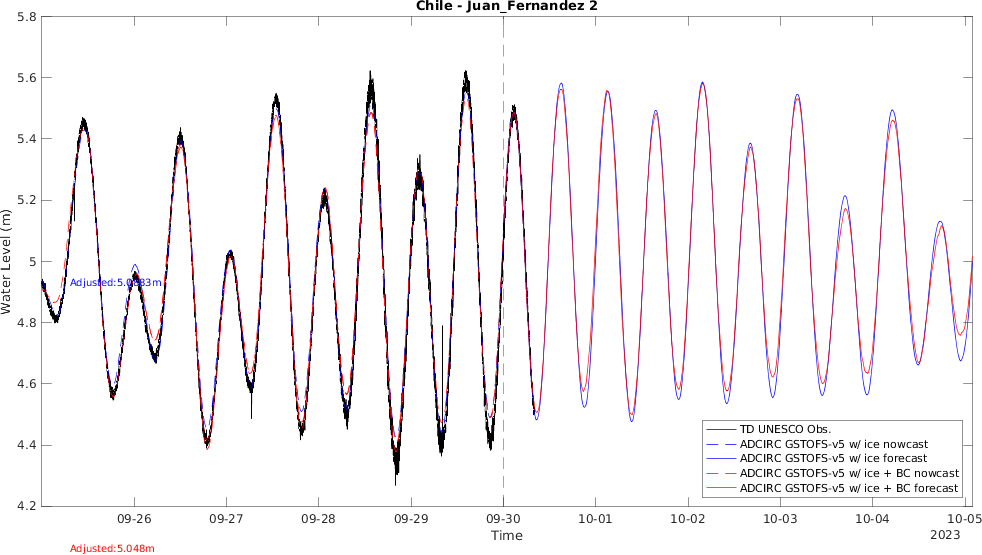 Chile - Juan_Fernandez 2
5.8
5.6
5.4
5.2
5
4.8
4.6
4.4
4.2
Water Level (m)
Adjusted:5.0883m
TD UNESCO Obs.
ADCIRC GSTOFS-v5 w/ ice nowcast
ADCIRC GSTOFS-v5 w/ ice forecast
ADCIRC GSTOFS-v5 w/ ice + BC nowcast
ADCIRC GSTOFS-v5 w/ ice + BC forecast
09-26 09-27 09-28 09-29 09-30 10-01 10-02 10-03 10-04 10-05
Time
2023
Adjusted:5.048m